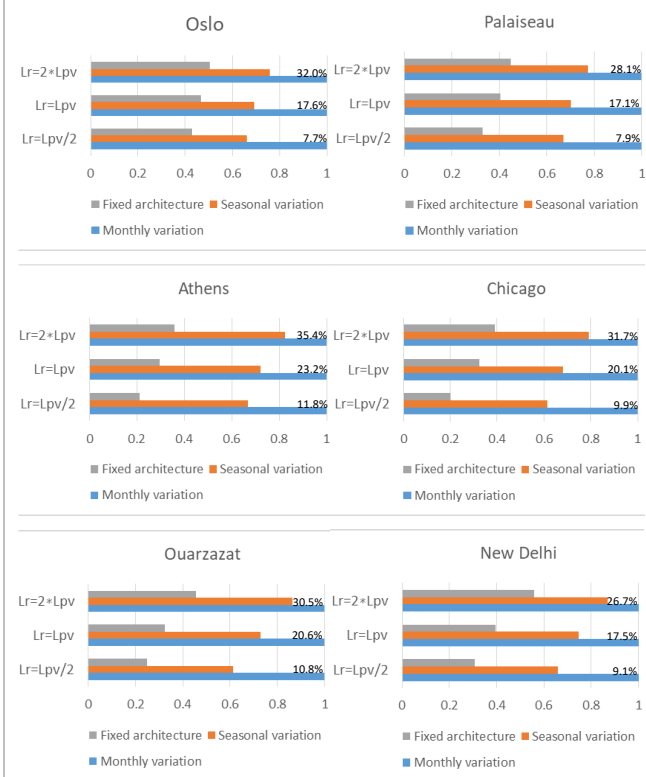 Oslo
Lr=2*Lpv
32.0%
Lr=Lpv
17.6%
Lr=Lpv/2
7.7%
0 0.2 0.4 0.6 0.8 1
Fixed architecture Seasonal variation
Monthly variation
Palaiseau
Lr=2*Lpv
28.1%
Lr=Lpv
17.1%
Lr=Lpv/2
7.9%
0 0.2 0.4 0.6 0.8 1
Fixed architecture Seasonal variation
Monthly variation
Athens
Lr=2*Lpv
35.4%
Lr=Lpv
23.2%
Lr=Lpv/2
11.8%
0 0.2 0.4 0.6 0.8 1
Fixed architecture Seasonal variation
Monthly variation
Chicago
Lr=2*Lpv
31.7%
Lr=Lpv
20.1%
Lr=Lpv/2
9.9%
0 0.2 0.4 0.6 0.8 1
Fixed architecture Seasonal variation
Monthly variation
Ouarzazat
Lr=2*Lpv
30.5%
Lr=Lpv
20.6%
Lr=Lpv/2
10.8%
0 0.2 0.4 0.6 0.8 1
Fixed architecture Seasonal variation
Monthly variation
New Delhi
Lr=2*Lpv
26.7%
Lr=Lpv
17.5%
Lr=Lpv/2
9.1%
0 0.2 0.4 0.6 0.8 1
Fixed architecture Seasonal variation
Monthly variation